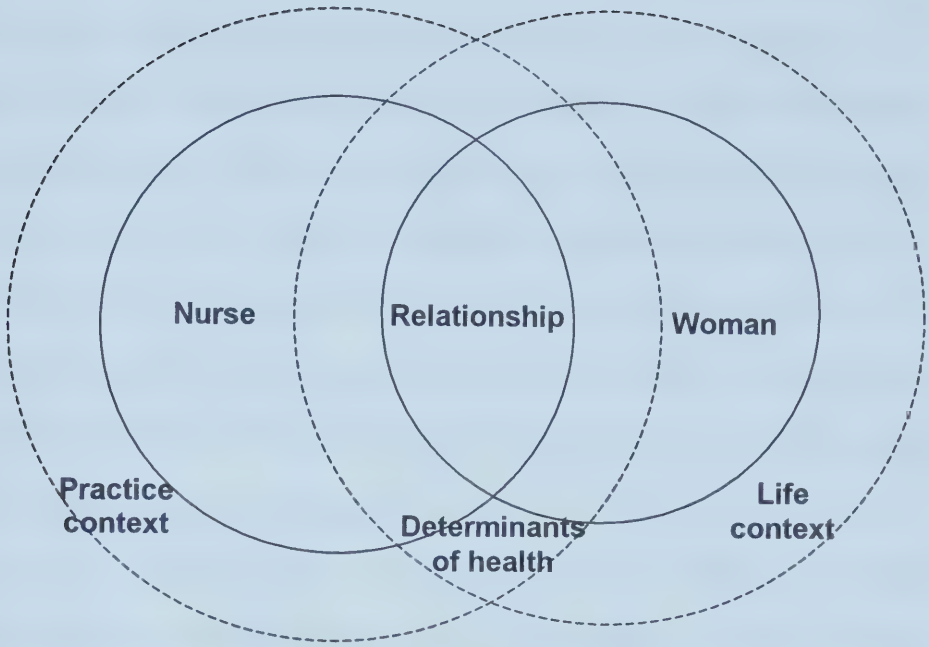 Nurse
Relationship
Woman
Practice
context
Determinants
of health
Life
context